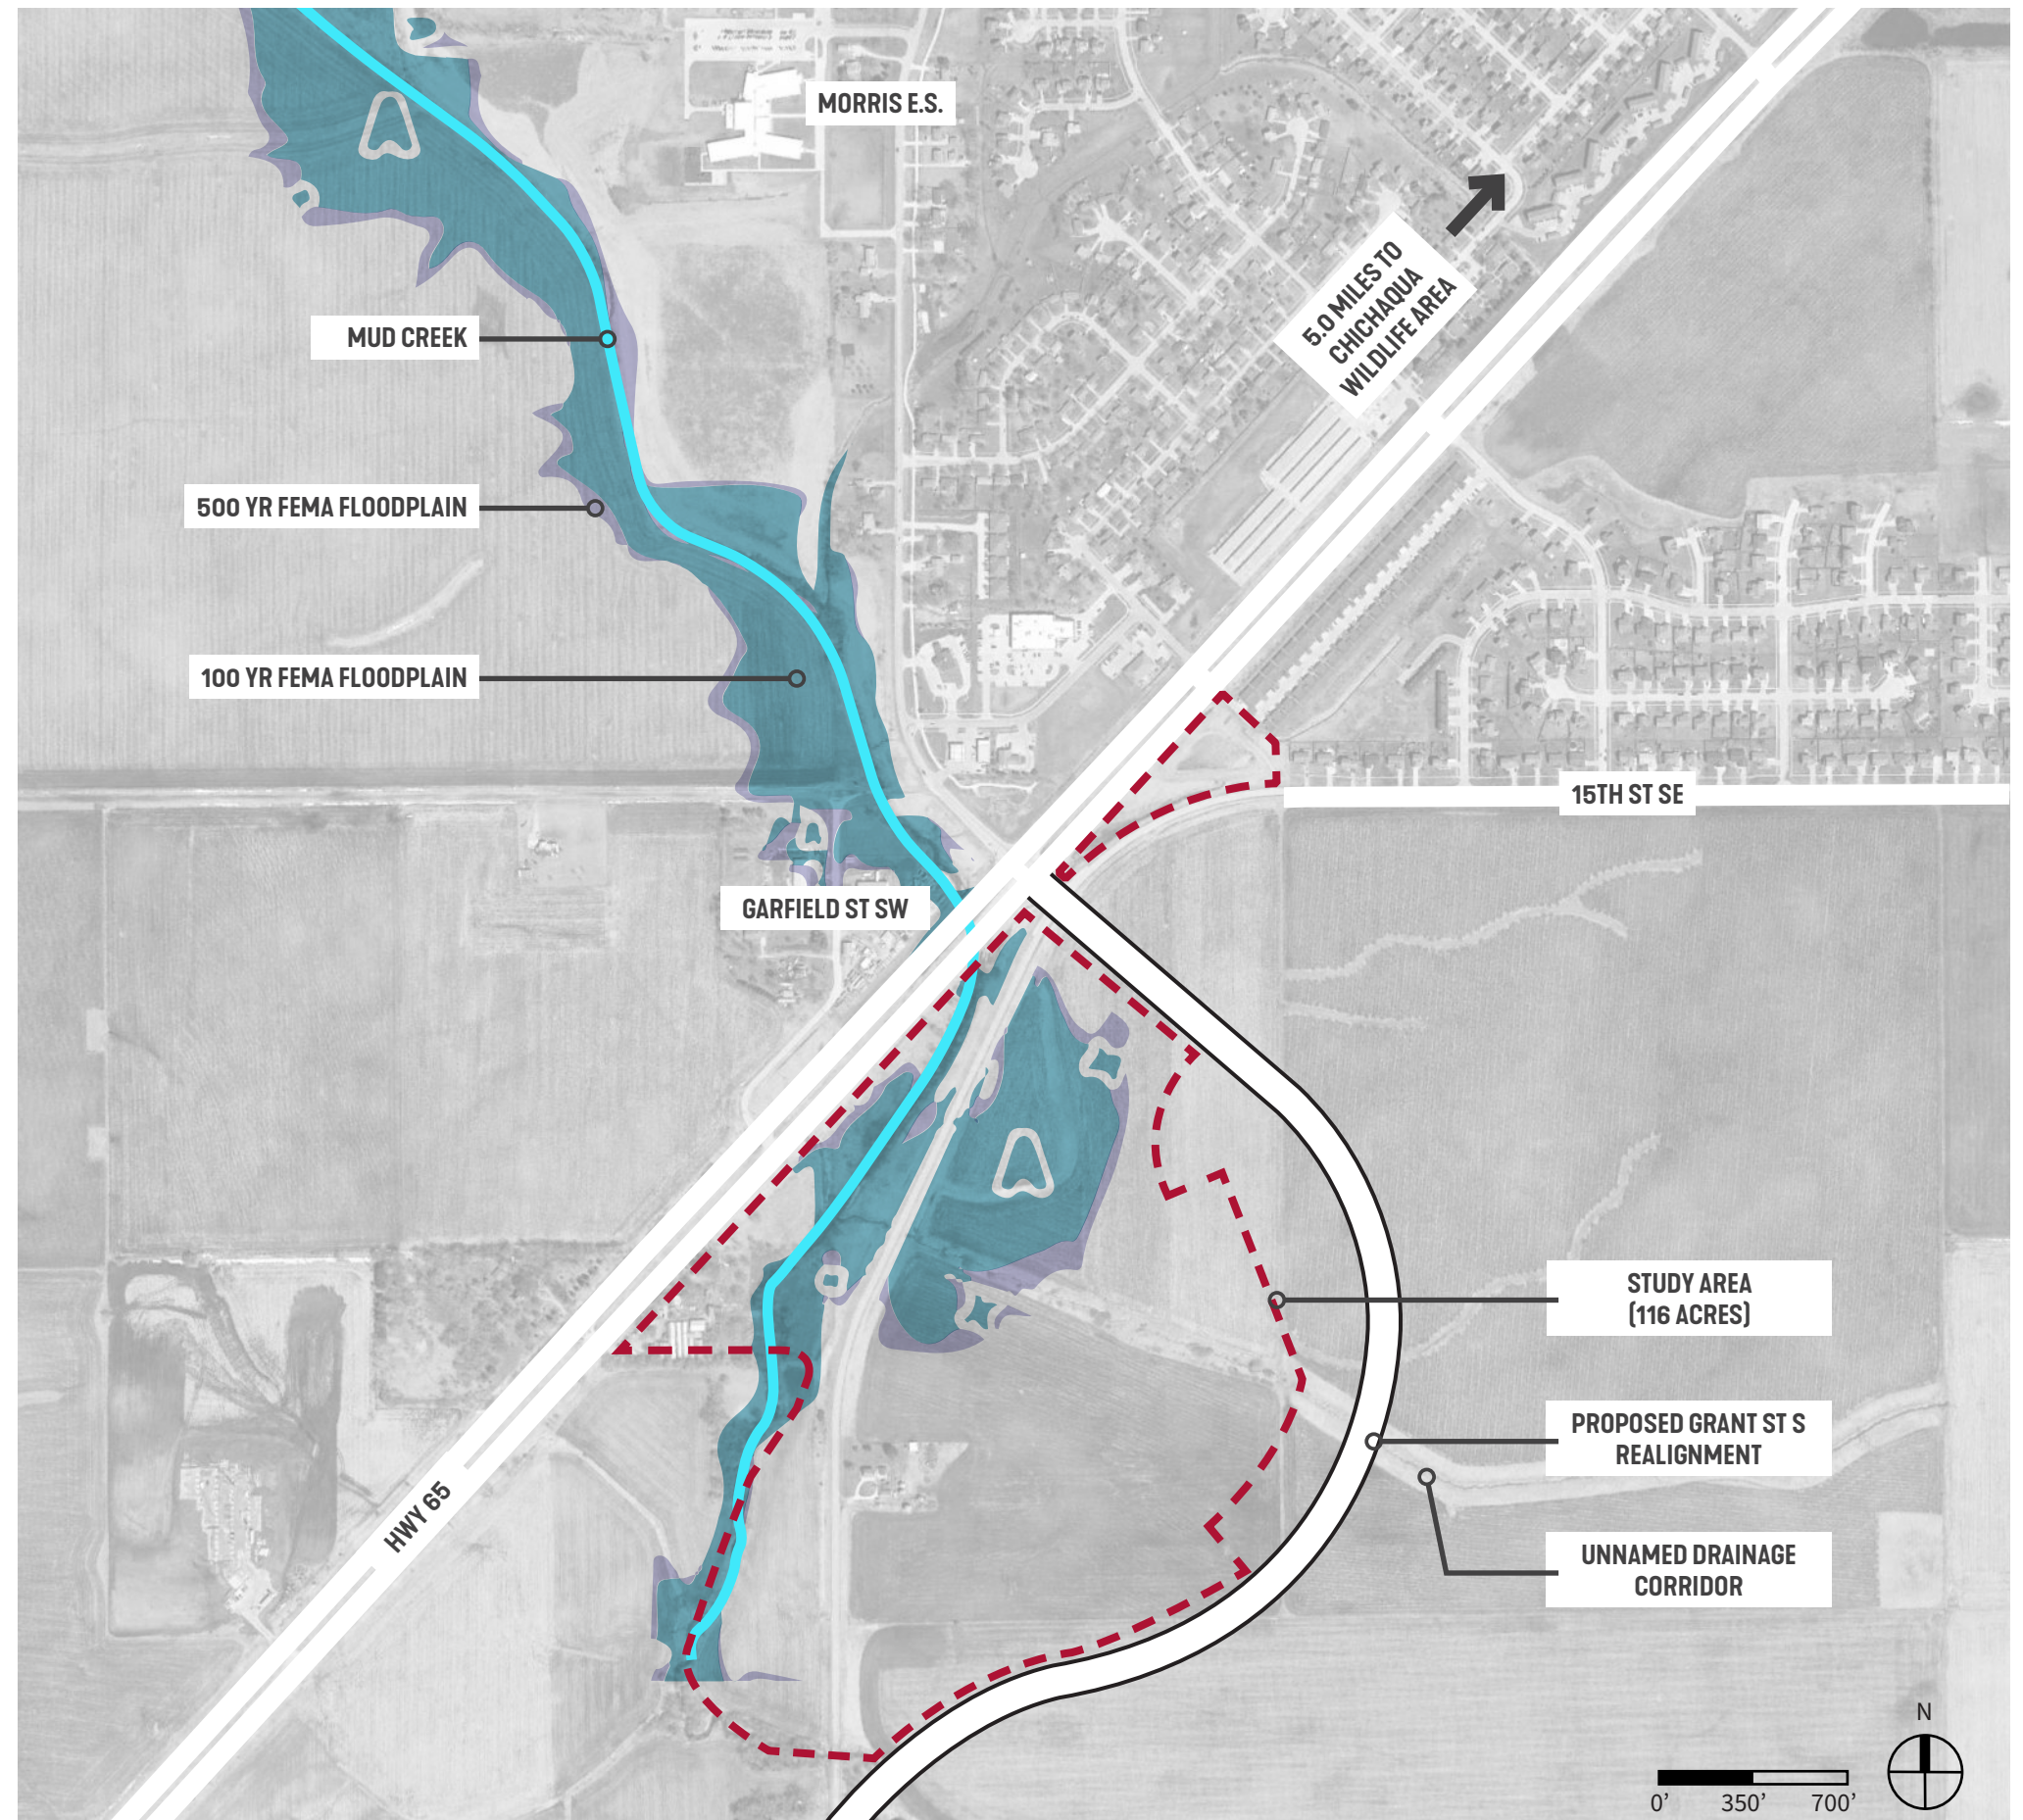 MORRIS E.S.
5.0 MILES TO
CHICHAQUA
WILDLIFE AREA
MUD CREEK
500 YR FEMA FLOODPLAIN
100 YR FEMA FLOODPLAIN
15TH ST SE
GARFIELD ST SW
STUDY AREA
(116 ACRES)
PROPOSED GRANT ST S
REALIGNMENT
HWY 65
UNNAMED DRAINAGE
CORRIDOR
N
0’ 350’ 700’